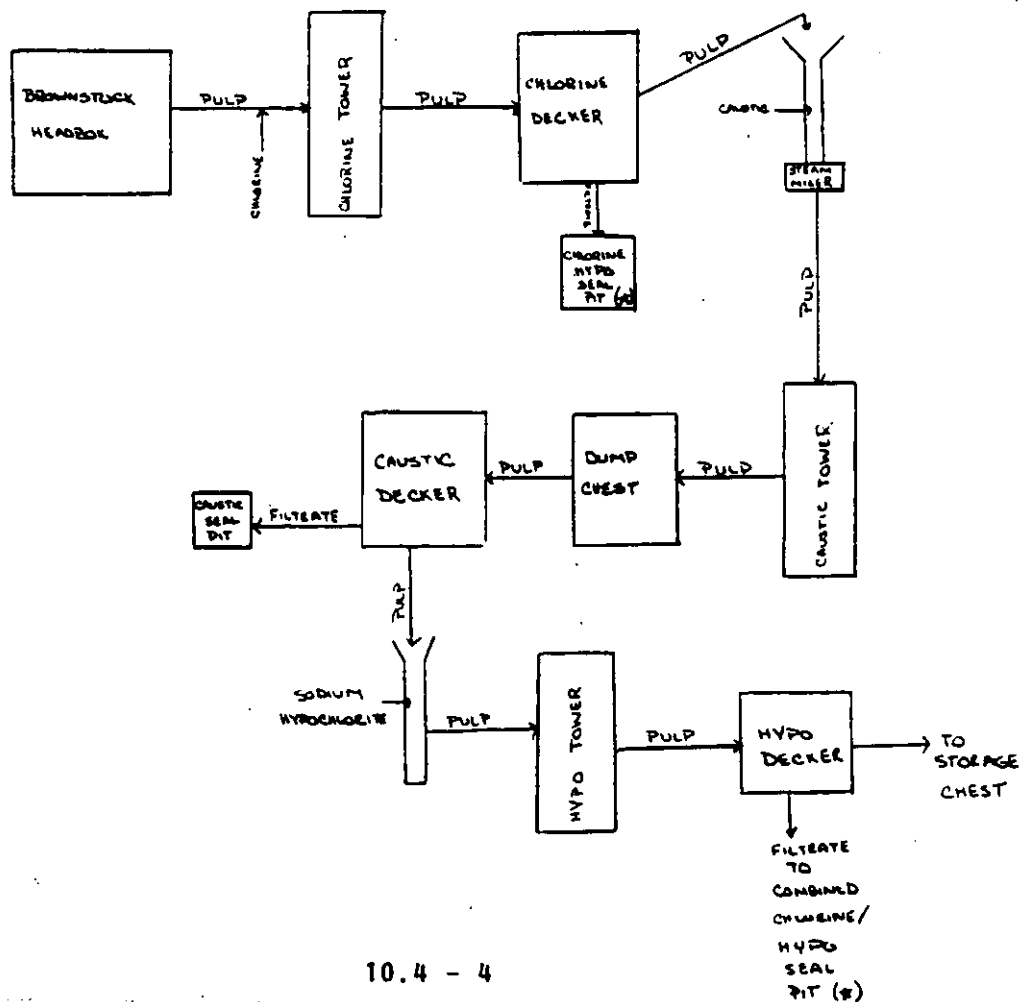 BROWNSTOCK
HEADBOX
PULP
CHLORINE
CHLORINE TOWER
PULP
CHLORINE
DECKER
PULP
CAUSTIC
STEAM
MIXER
CHLORINE
HYPO
SEAL
PIT
PULP
CAUSTIC TOWER
PULP
DUMP
CHEST
PULP
CAUSTIC
DECKER
FILTRATE
CAUSTIC
SEAL
PIT
PULP
SODIUM
HYPOCHLORITE
PULP
HYPO TOWER
PULP
HYPO
DECKER
TO
STORAGE
CHEST
FILTRATE
TO
COMBINED
CHLORINE/
HYPO
SEAL
PIT (*)
10.4 - 4